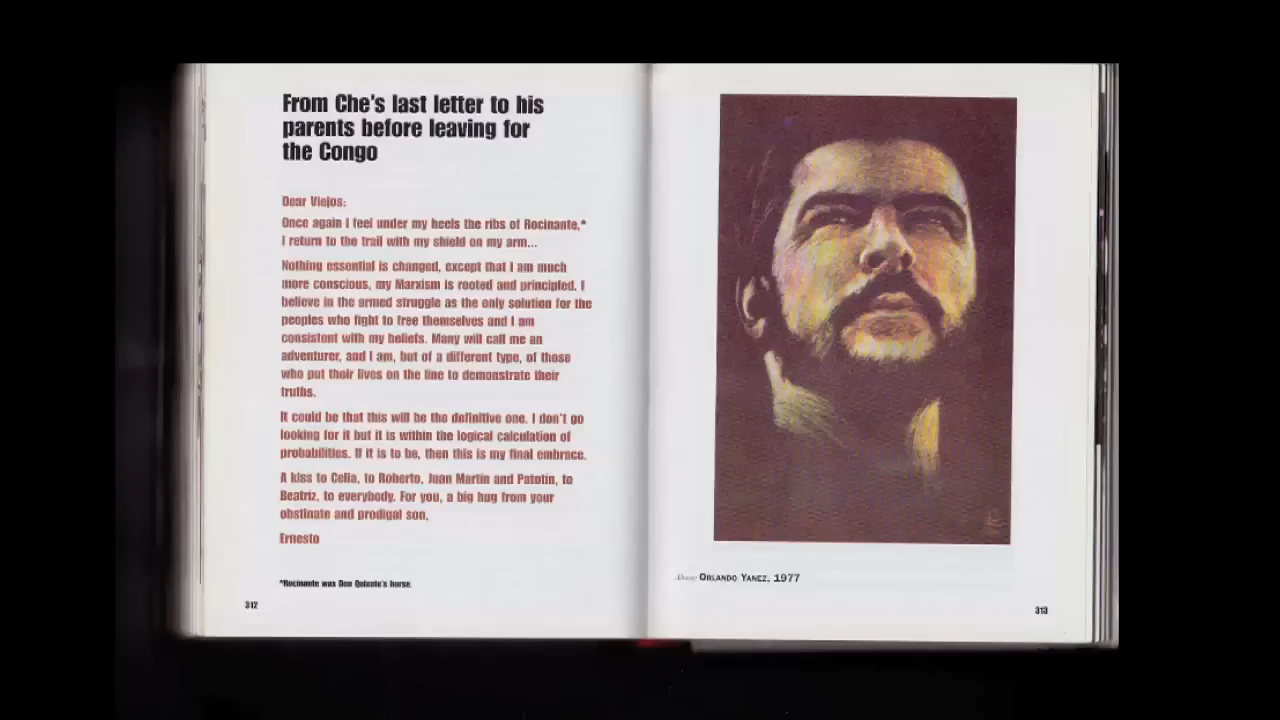 From Che's last letter to his
parents before leaving for
the Congo
Dear Viejos:
Once again I feel under my heels the ribs of Rocinante,*
I return to the trail with my shield on my arm...
Nothing essential is changed, except that I am much
more conscious, my Marxism is rooted and principled. I
believe in the armed struggle as the only solution for the
peoples who fight to free themselves and I am
consistent with my beliefs. Many will call me an
adventurer, and I am, but of a different type, of those
who put their lives on the line to demonstrate their
truths.
It could be that this will be the definitive one. I don't go
looking for it but it is within the logical calculation of
probabilities. If it is to be, then this is my final embrace.
A kiss to Celia, to Roberto, Juan Martín and Patotín, to
Beatriz, to everybody. For you, a big hug from your
obstinate and prodigal son,
Ernesto
*Rocinante was Don Quixote's horse.
312
Above ORLANDO YANEZ, 1977
313